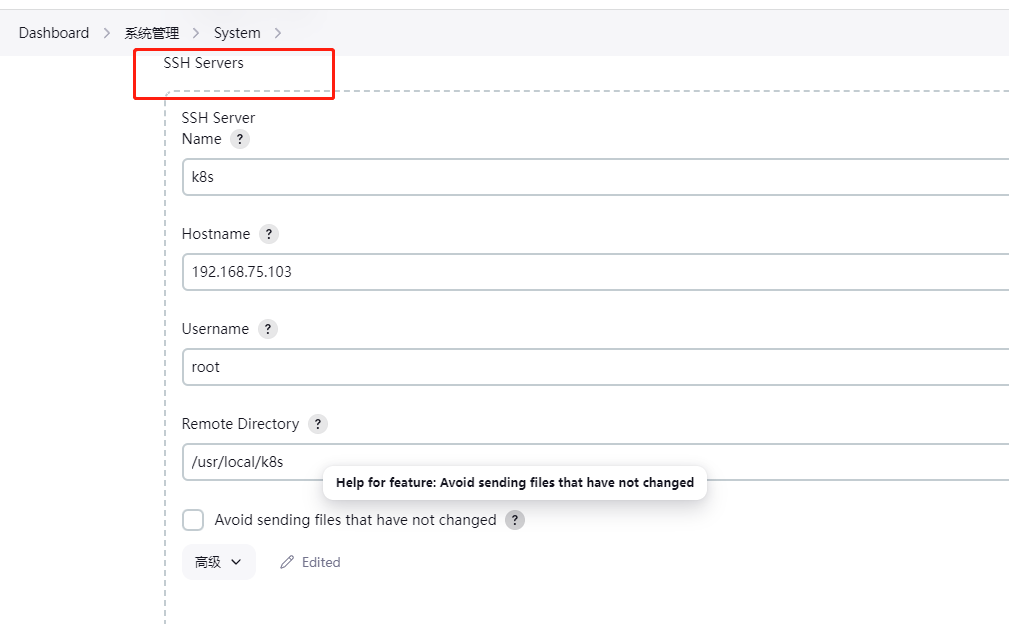 Dashboard > 系统管理 > System >
SSH Servers
SSH Server
Name ?
k8s
Hostname ?
192.168.75.103
Username ?
root
Remote Directory ?
/usr/local/k8s
Help for feature: Avoid sending files that have not changed
Avoid sending files that have not changed ?
高级 Edited